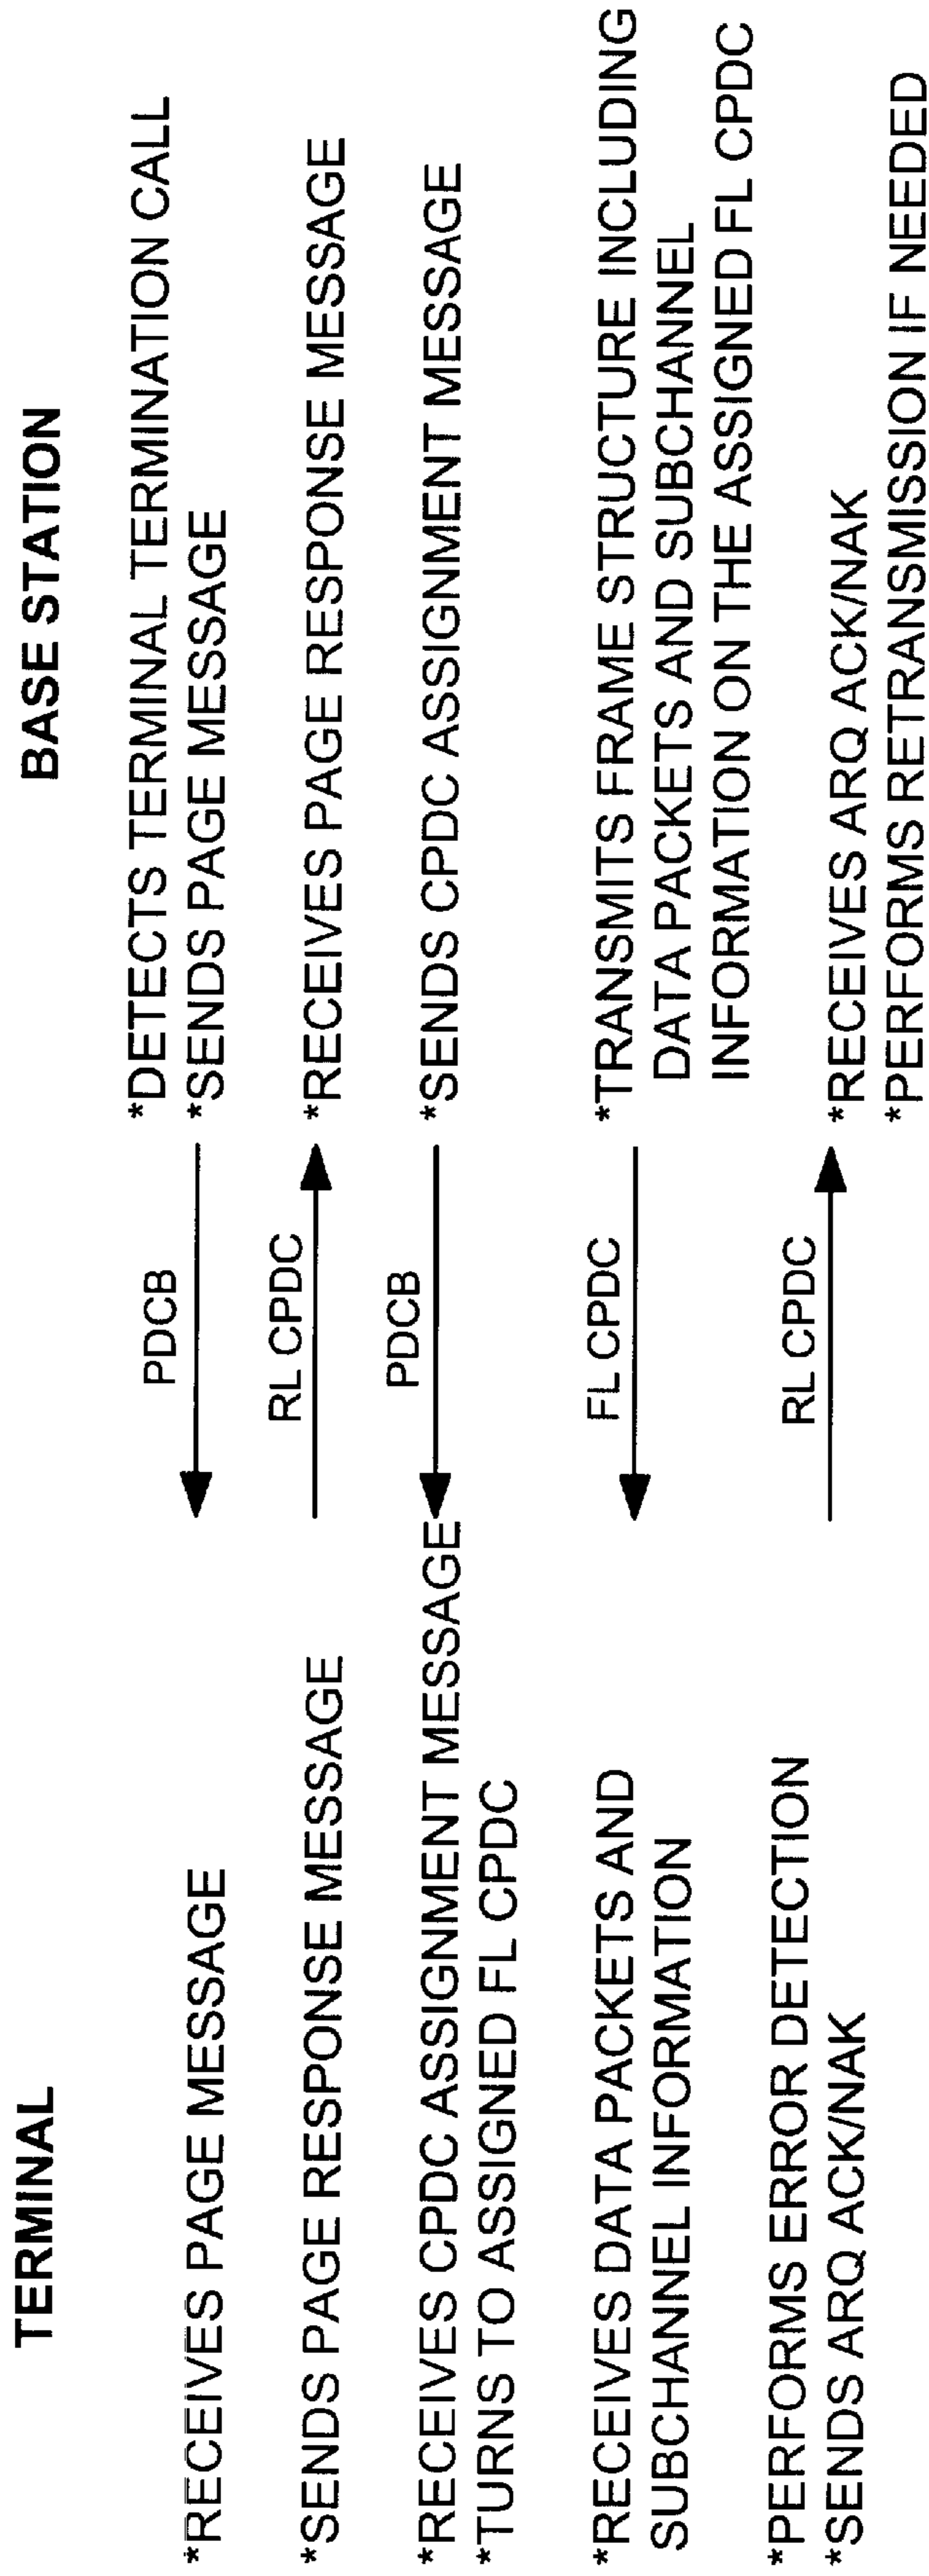 TERMINAL
BASE STATION
*DETECTS TERMINAL TERMINATION CALL
PDCB
*RECEIVES PAGE MESSAGE
*SENDS PAGE MESSAGE
RL CPDC
*SENDS PAGE RESPONSE MESSAGE
*RECEIVES PAGE RESPONSE MESSAGE
PDCB
*RECEIVES CPDC ASSIGNMENT MESSAGE
*SENDS CPDC ASSIGNMENT MESSAGE
*TURNS TO ASSIGNED FL CPDC
FL CPDC
*RECEIVES DATA PACKETS AND
*TRANSMITS FRAME STRUCTURE INCLUDING
SUBCHANNEL INFORMATION
DATA PACKETS AND SUBCHANNEL
INFORMATION ON THE ASSIGNED FL CPDC
*PERFORMS ERROR DETECTION
RL CPDC
*SENDS ARQ ACK/NAK
*RECEIVES ARQ ACK/NAK
*PERFORMS RETRANSMISSION IF NEEDED